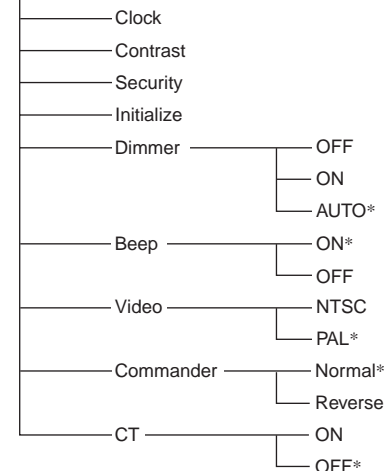 Clock
Contrast
Security
Initialize
Dimmer OFF
ON
AUTO*
Beep ON*
OFF
Video NTSC
PAL*
Commander Normal*
Reverse
CT ON
OFF*